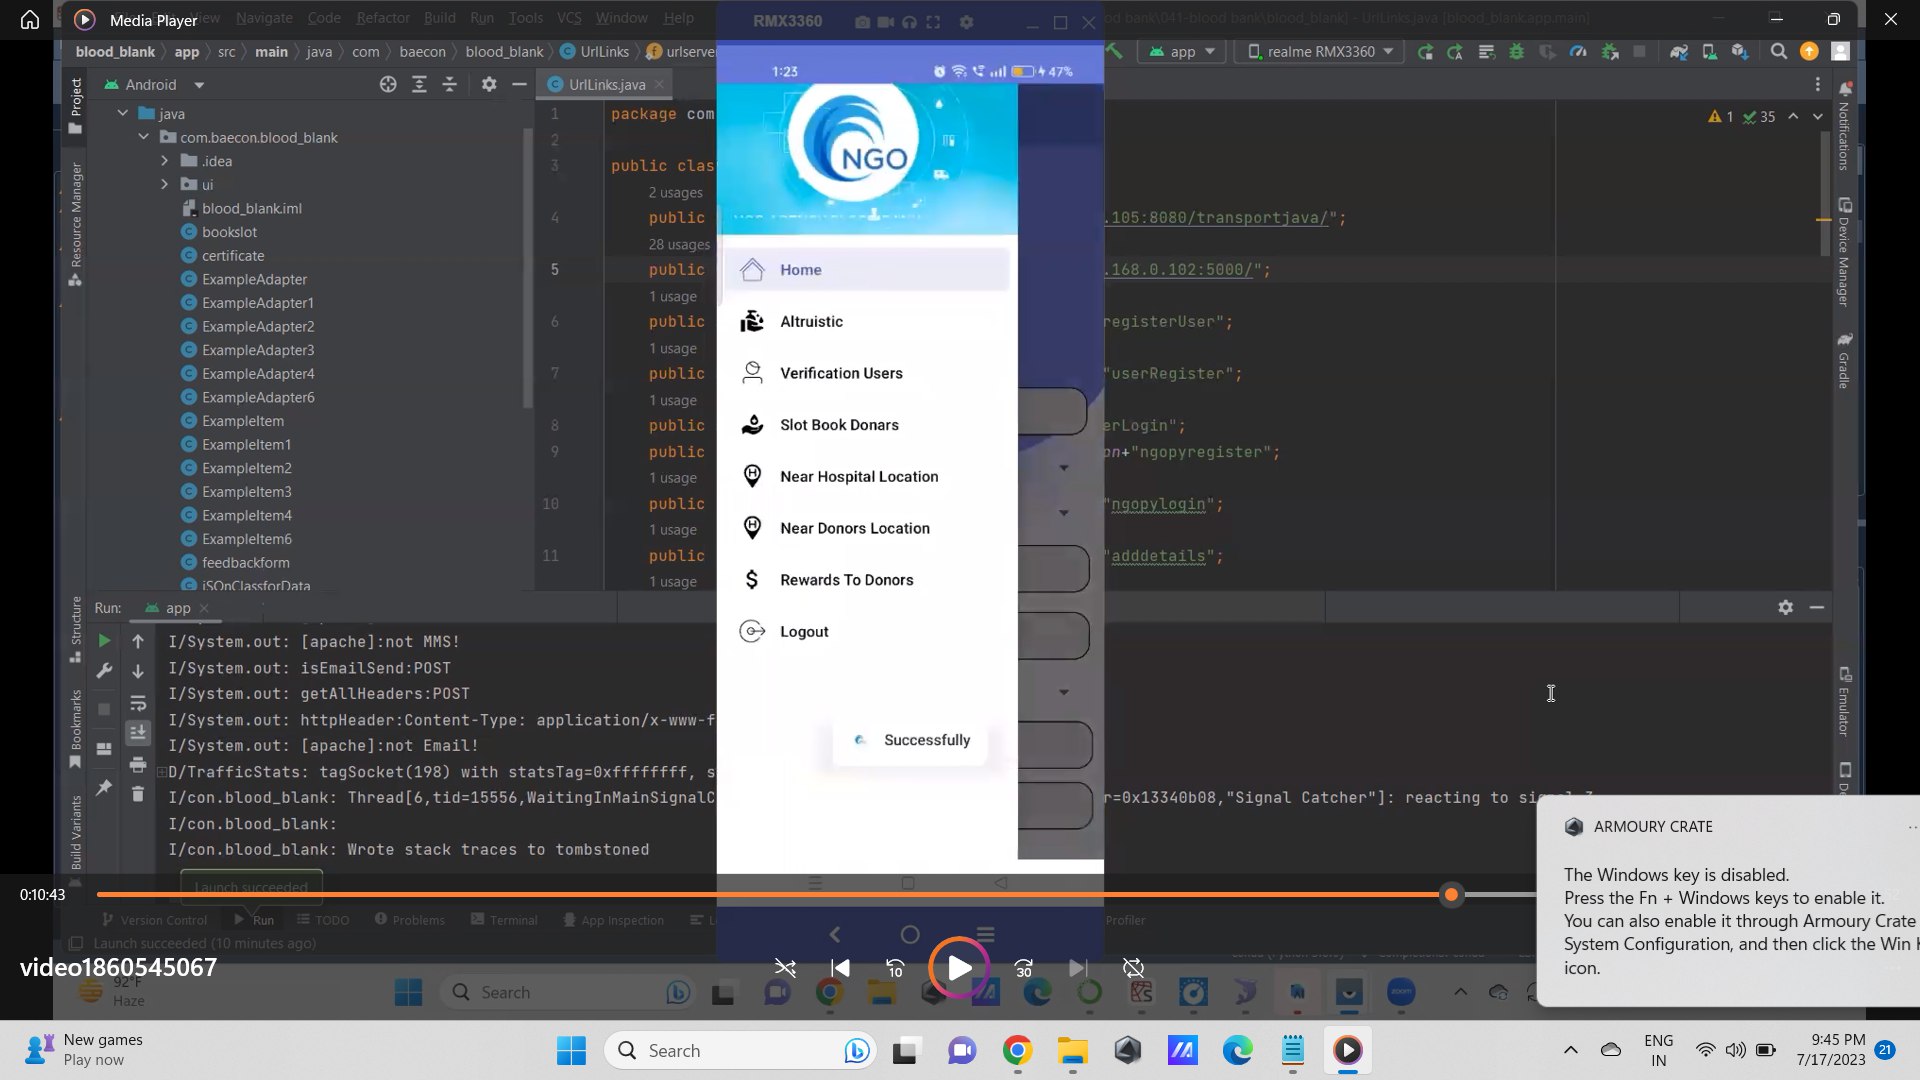 Media Player
View Navigate Code Refactor Build Run Tools VCS Window Help
RMX3360
bank\041-blood bank\blood_blank] - UrlLinks.java [blood_blank.app.main]
blood_blank app src main java com baecon blood_blank UrlLinks urlserver
app realme RMX3360
Project
Android
UrlLinks.java
1:23
47%
java
com.baecon.blood_blank
.idea
ui
blood_blank.iml
bookslot
certificate
ExampleAdapter
ExampleAdapter1
ExampleAdapter2
ExampleAdapter3
ExampleAdapter4
ExampleAdapter6
ExampleItem
ExampleItem1
ExampleItem2
ExampleItem3
ExampleItem4
ExampleItem6
feedbackform
jSOnClassforData
Resource Manager
Structure
Bookmarks
Build Variants
1 package com
2
3 public clas
2 usages
4 public .105:8080/transportjava/";
28 usages
5 public .168.0.102:5000/";
1 usage
6 public registerUser";
1 usage
7 public "userRegister";
1 usage
8 public erLogin";
9 public on+"ngopyregister";
1 usage
10 public "ngopylogin";
1 usage
11 public "adddetails";
1 usage
1 35
Notifications
Device Manager
Gradle
Emulator
NGO
Home
Altruistic
Verification Users
Slot Book Donars
Near Hospital Location
Near Donors Location
Rewards To Donors
Logout
Successfully
Run: app
I/System.out: [apache]:not MMS!
I/System.out: isEmailSend:POST
I/System.out: getAllHeaders:POST
I/System.out: httpHeader:Content-Type: application/x-www-f
I/System.out: [apache]:not Email!
D/TrafficStats: tagSocket(198) with statsTag=0xffffffff, s
I/con.blood_blank: Thread[6,tid=15556,WaitingInMainSignalC r=0x13340b08,"Signal Catcher"]: reacting to signal 3
I/con.blood_blank:
I/con.blood_blank: Wrote stack traces to tombstoned
Launch succeeded
0:10:43
Version Control Run TODO Problems Terminal App Inspection Profiler
Launch succeeded (10 minutes ago)
video1860545067
92°F
Haze
Search
10
30
zoom
ARMOURY CRATE
The Windows key is disabled.
Press the Fn + Windows keys to enable it.
You can also enable it through Armoury Crate
System Configuration, and then click the Win K
icon.
New games
Play now
Search
ENG
IN
9:45 PM
7/17/2023
21